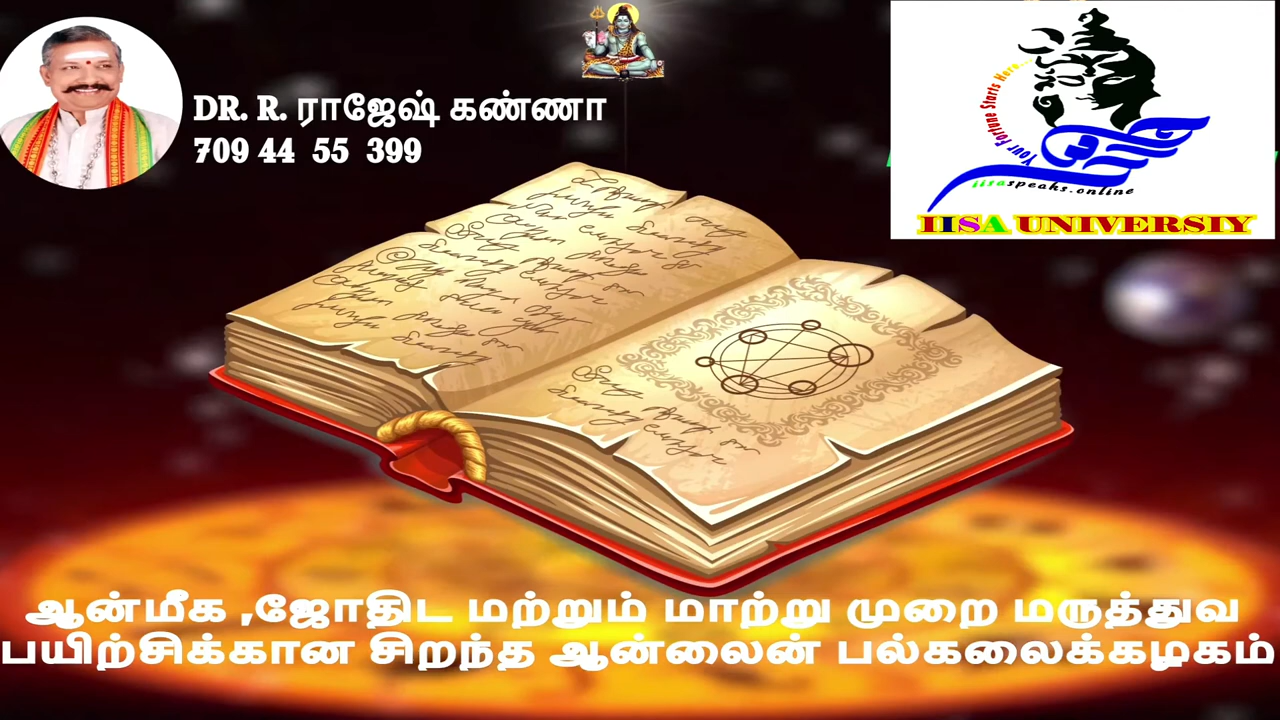 DR. R. ராஜேஷ் கண்ணா
709 44 55 399
Your Fortune Starts Here...
iisaspeaks.online
IISA UNIVERSIY
ஆன்மீக ,ஜோதிட மற்றும் மாற்று முறை மருத்துவ
பயிற்சிக்கான சிறந்த ஆன்லைன் பல்கலைக்கழகம்